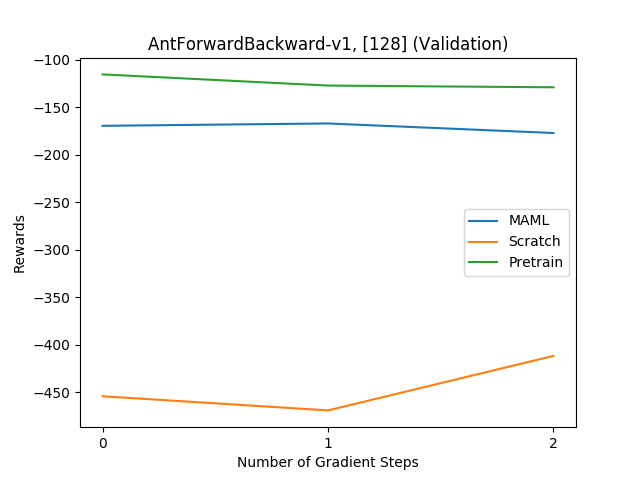 AntForwardBackward-v1, [128] (Validation)
−100
−150
−200
−250
−300
−350
−400
−450
Rewards
MAML
Scratch
Pretrain
0
1
2
Number of Gradient Steps